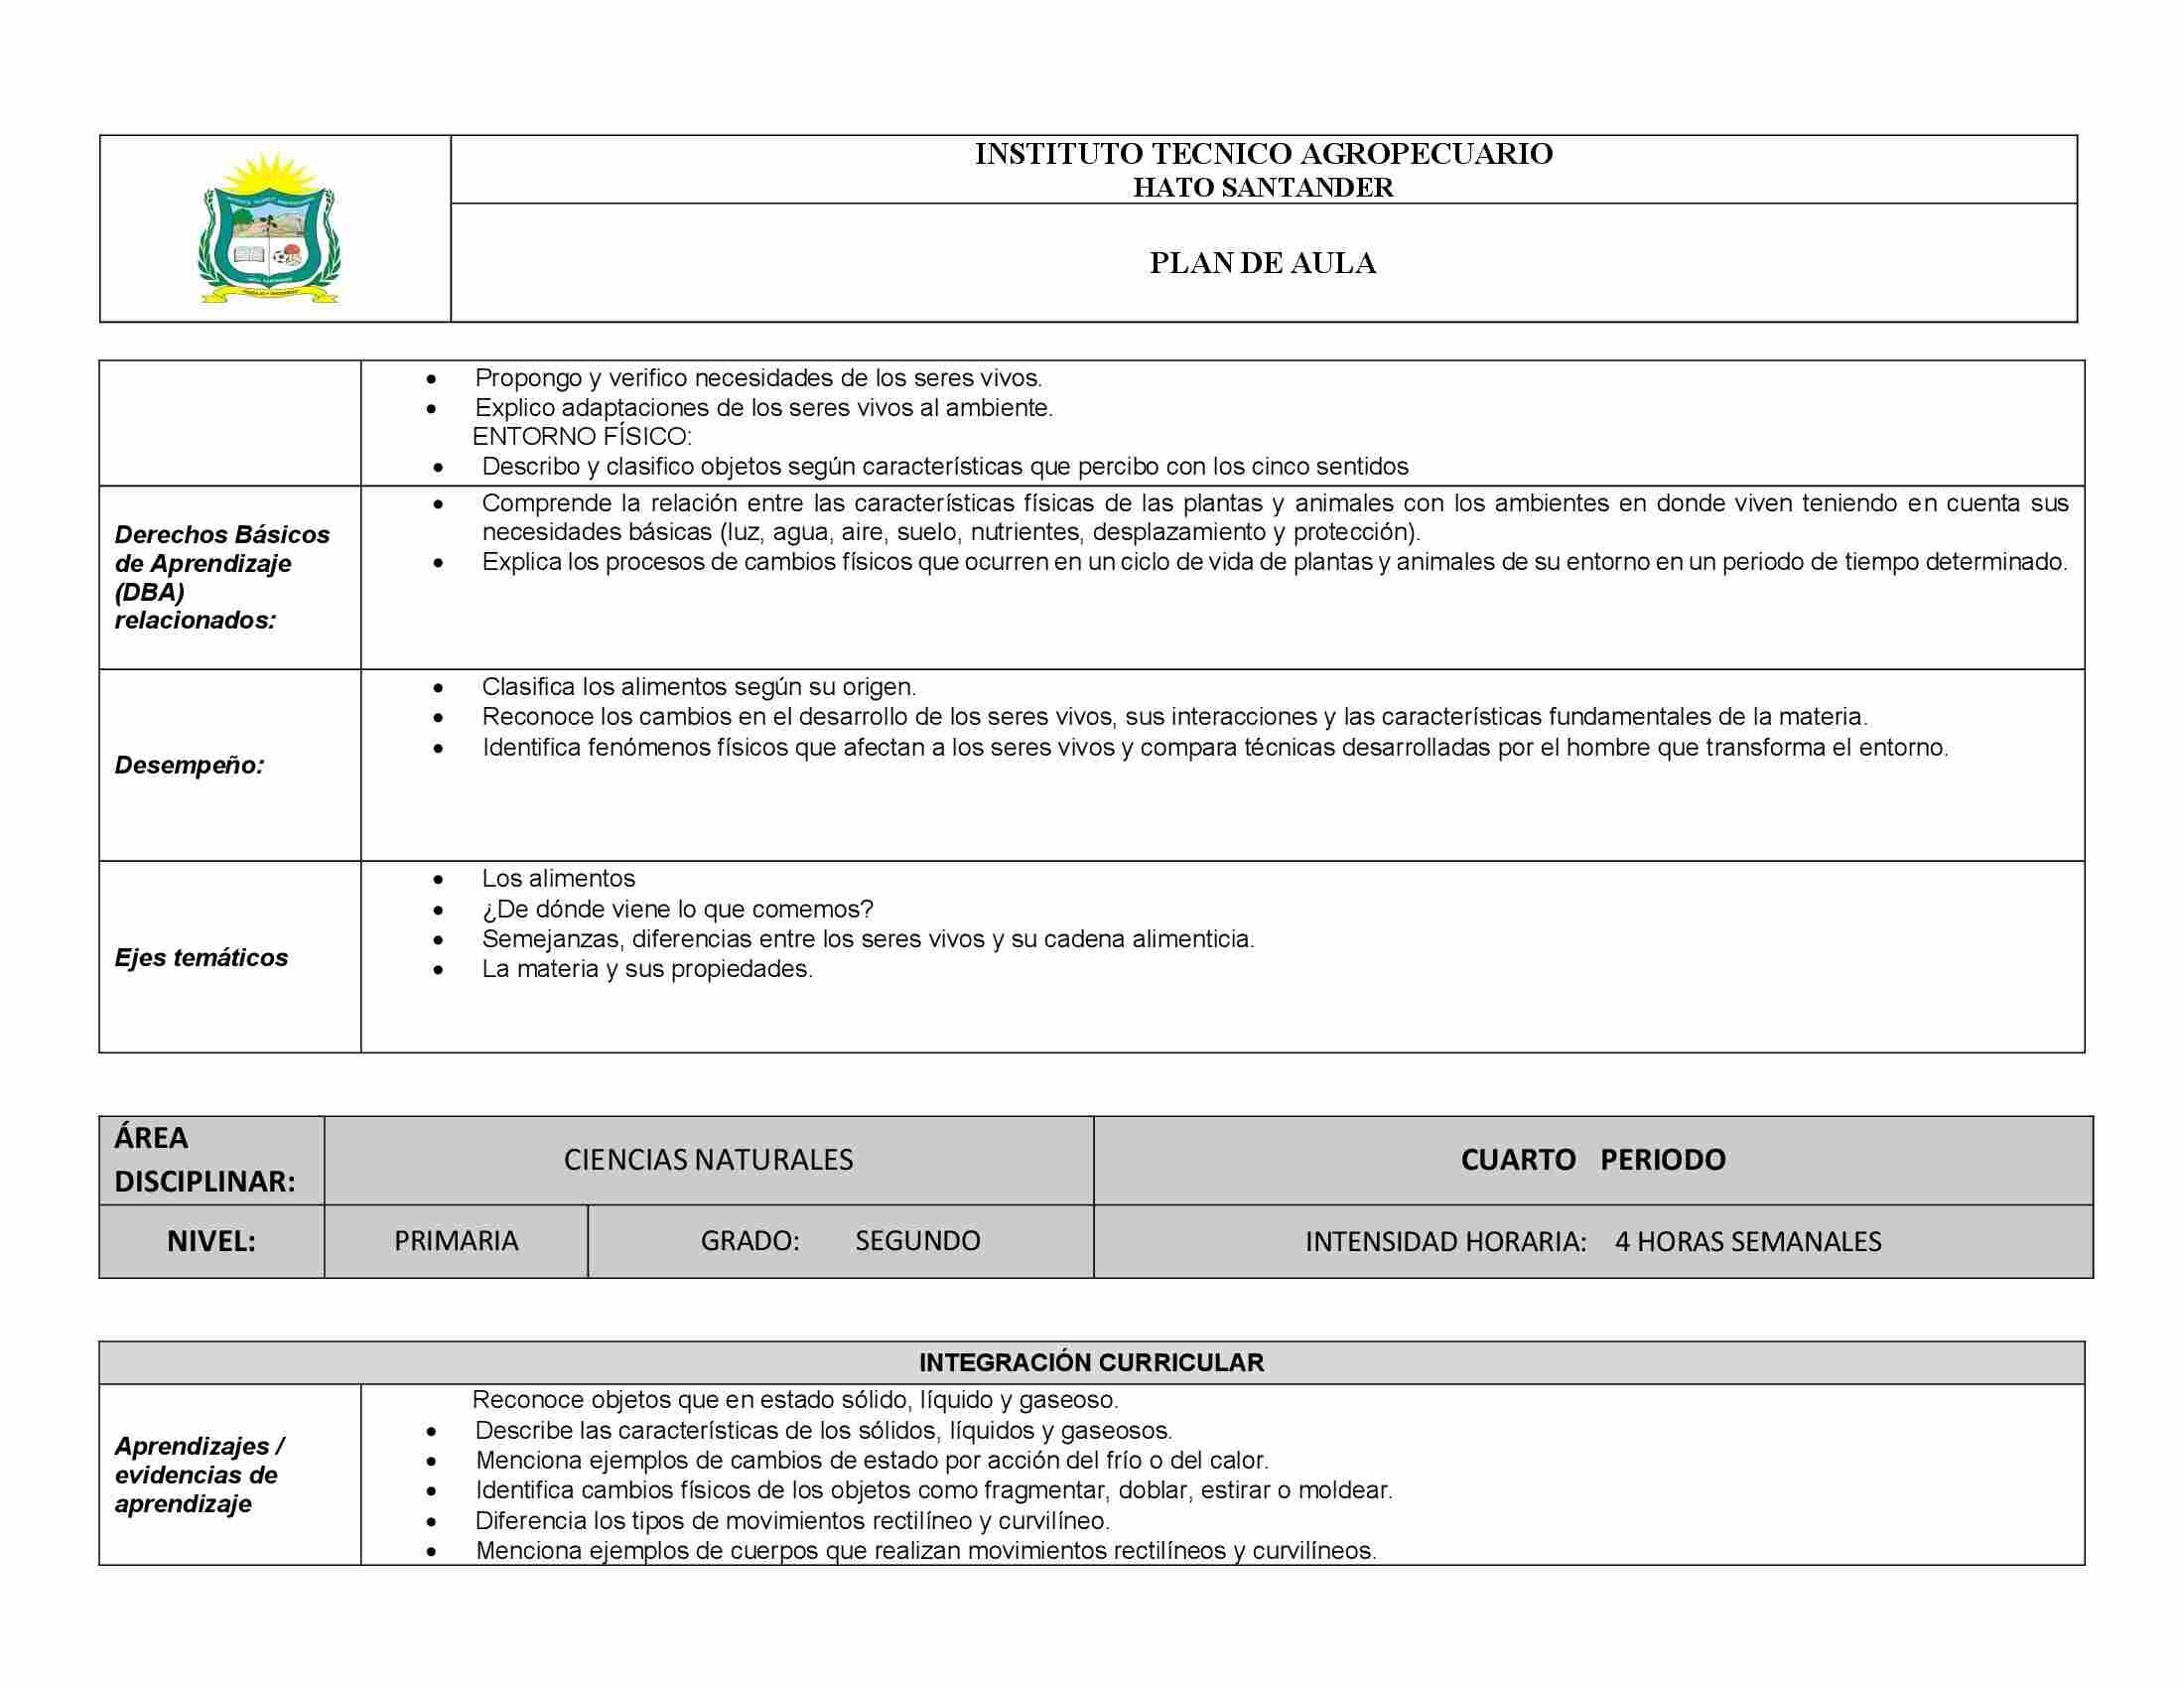 INSTITUTO TECNICO AGROPECUARIO
HATO SANTANDER
PLAN DE AULA
• Propongo y verifico necesidades de los seres vivos.
• Explico adaptaciones de los seres vivos al ambiente.
ENTORNO FÍSICO:
• Describo y clasifico objetos según características que percibo con los cinco sentidos
Derechos Básicos
de Aprendizaje
(DBA)
relacionados:
• Comprende la relación entre las características físicas de las plantas y animales con los ambientes en donde viven teniendo en cuenta sus
necesidades básicas (luz, agua, aire, suelo, nutrientes, desplazamiento y protección).
• Explica los procesos de cambios físicos que ocurren en un ciclo de vida de plantas y animales de su entorno en un periodo de tiempo determinado.
Desempeño:
• Clasifica los alimentos según su origen.
• Reconoce los cambios en el desarrollo de los seres vivos, sus interacciones y las características fundamentales de la materia.
• Identifica fenómenos físicos que afectan a los seres vivos y compara técnicas desarrolladas por el hombre que transforma el entorno.
Ejes temáticos
• Los alimentos
• ¿De dónde viene lo que comemos?
• Semejanzas, diferencias entre los seres vivos y su cadena alimenticia.
• La materia y sus propiedades.
ÁREA
DISCIPLINAR:
CIENCIAS NATURALES
CUARTO PERIODO
NIVEL:
PRIMARIA
GRADO: SEGUNDO
INTENSIDAD HORARIA: 4 HORAS SEMANALES
INTEGRACIÓN CURRICULAR
Aprendizajes /
evidencias de
aprendizaje
Reconoce objetos que en estado sólido, líquido y gaseoso.
• Describe las características de los sólidos, líquidos y gaseosos.
• Menciona ejemplos de cambios de estado por acción del frío o del calor.
• Identifica cambios físicos de los objetos como fragmentar, doblar, estirar o moldear.
• Diferencia los tipos de movimientos rectilíneo y curvilíneo.
• Menciona ejemplos de cuerpos que realizan movimientos rectilíneos y curvilíneos.